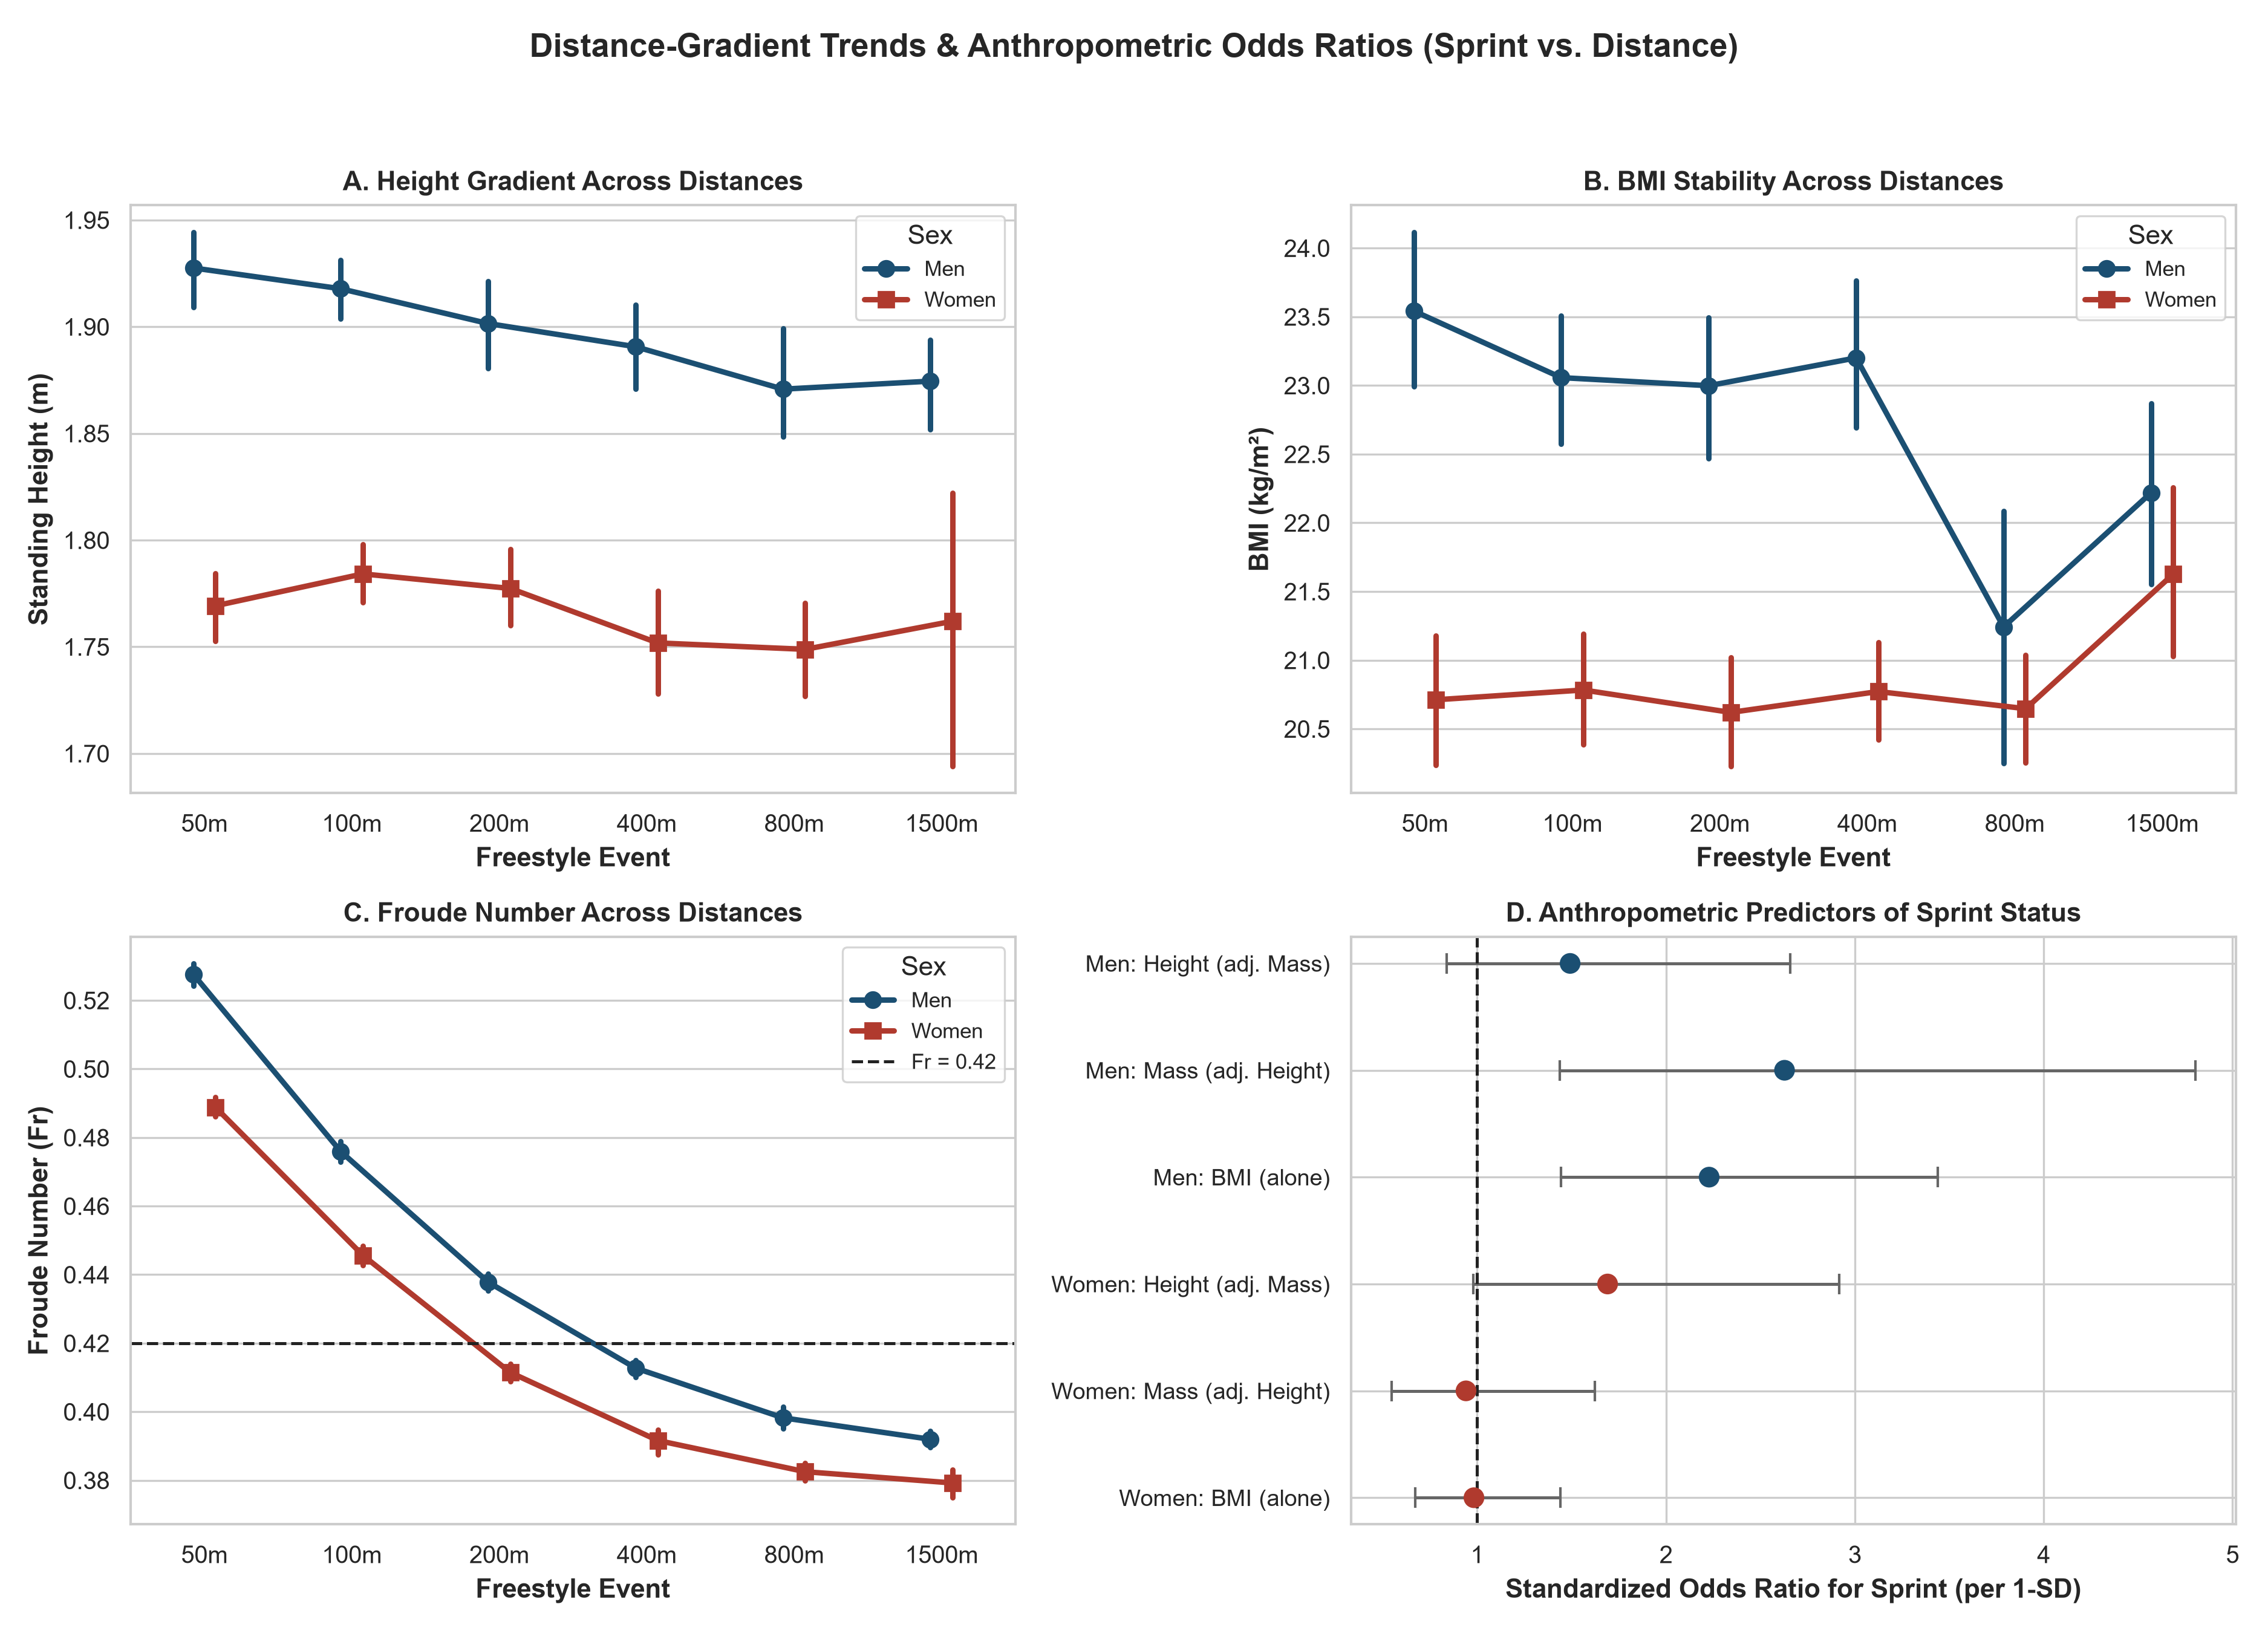 Distance-Gradient Trends & Anthropometric Odds Ratios (Sprint vs. Distance)
A. Height Gradient Across Distances
Standing Height (m)
1.95
1.90
1.85
1.80
1.75
1.70
Sex
Men
Women
50m 100m 200m 400m 800m 1500m
Freestyle Event
B. BMI Stability Across Distances
BMI (kg/m²)
24.0
23.5
23.0
22.5
22.0
21.5
21.0
20.5
Sex
Men
Women
50m 100m 200m 400m 800m 1500m
Freestyle Event
C. Froude Number Across Distances
Froude Number (Fr)
0.52
0.50
0.48
0.46
0.44
0.42
0.40
0.38
Sex
Men
Women
Fr = 0.42
50m 100m 200m 400m 800m 1500m
Freestyle Event
D. Anthropometric Predictors of Sprint Status
Men: Height (adj. Mass)
Men: Mass (adj. Height)
Men: BMI (alone)
Women: Height (adj. Mass)
Women: Mass (adj. Height)
Women: BMI (alone)
1 2 3 4 5
Standardized Odds Ratio for Sprint (per 1-SD)